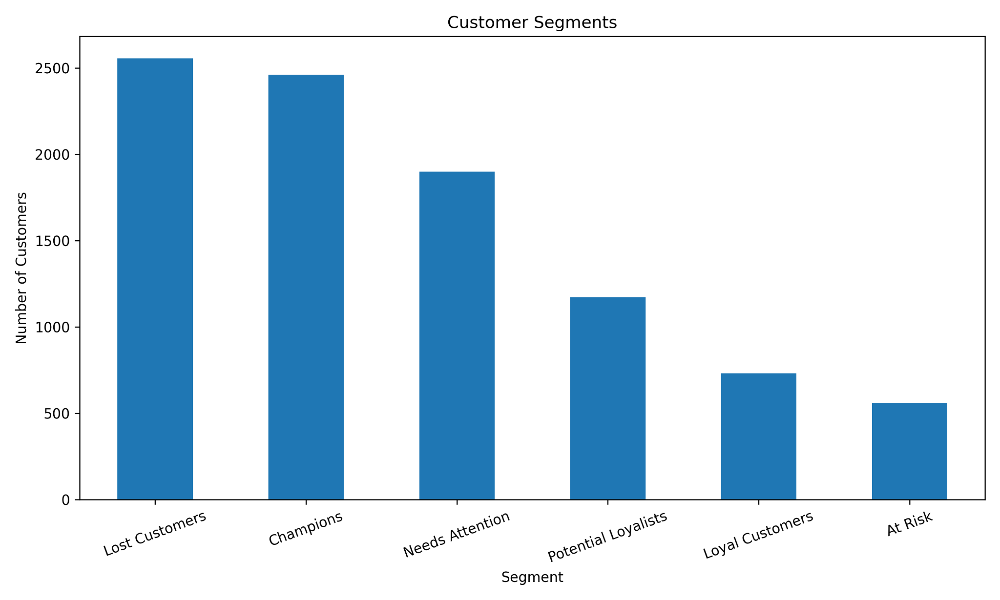 Customer Segments
Number of Customers
2500
2000
1500
1000
500
0
Lost Customers
Champions
Needs Attention
Potential Loyalists
Loyal Customers
At Risk
Segment